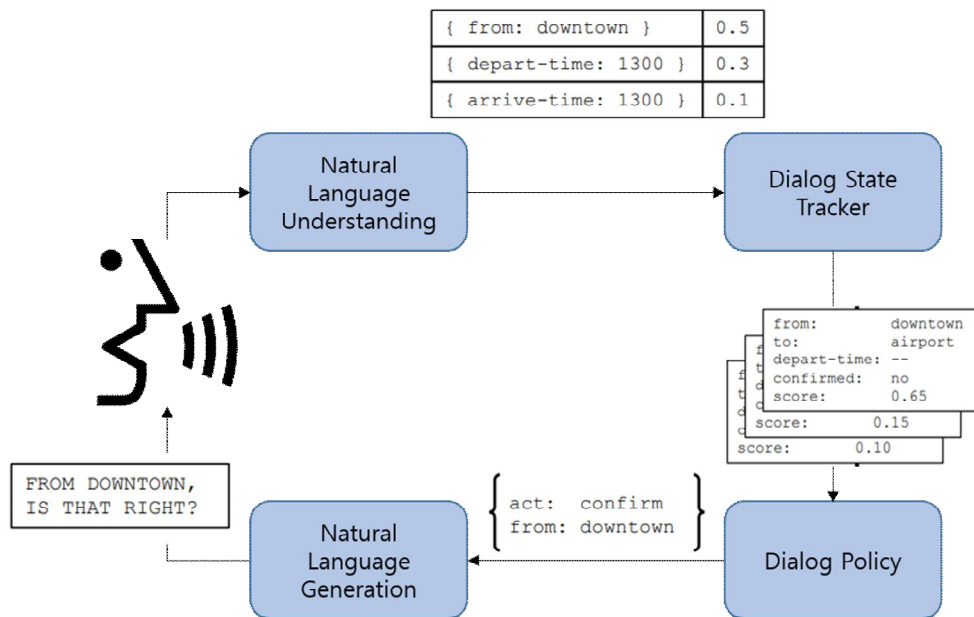 { from: downtown } 0.5
{ depart-time: 1300 } 0.3
{ arrive-time: 1300 } 0.1
Natural
Language
Understanding
Dialog State
Tracker
from: downtown
to: airport
depart-time: --
confirmed: no
score: 0.65
score: 0.15
score: 0.10
FROM DOWNTOWN,
IS THAT RIGHT?
Natural
Language
Generation
{ act: confirm
from: downtown }
Dialog Policy